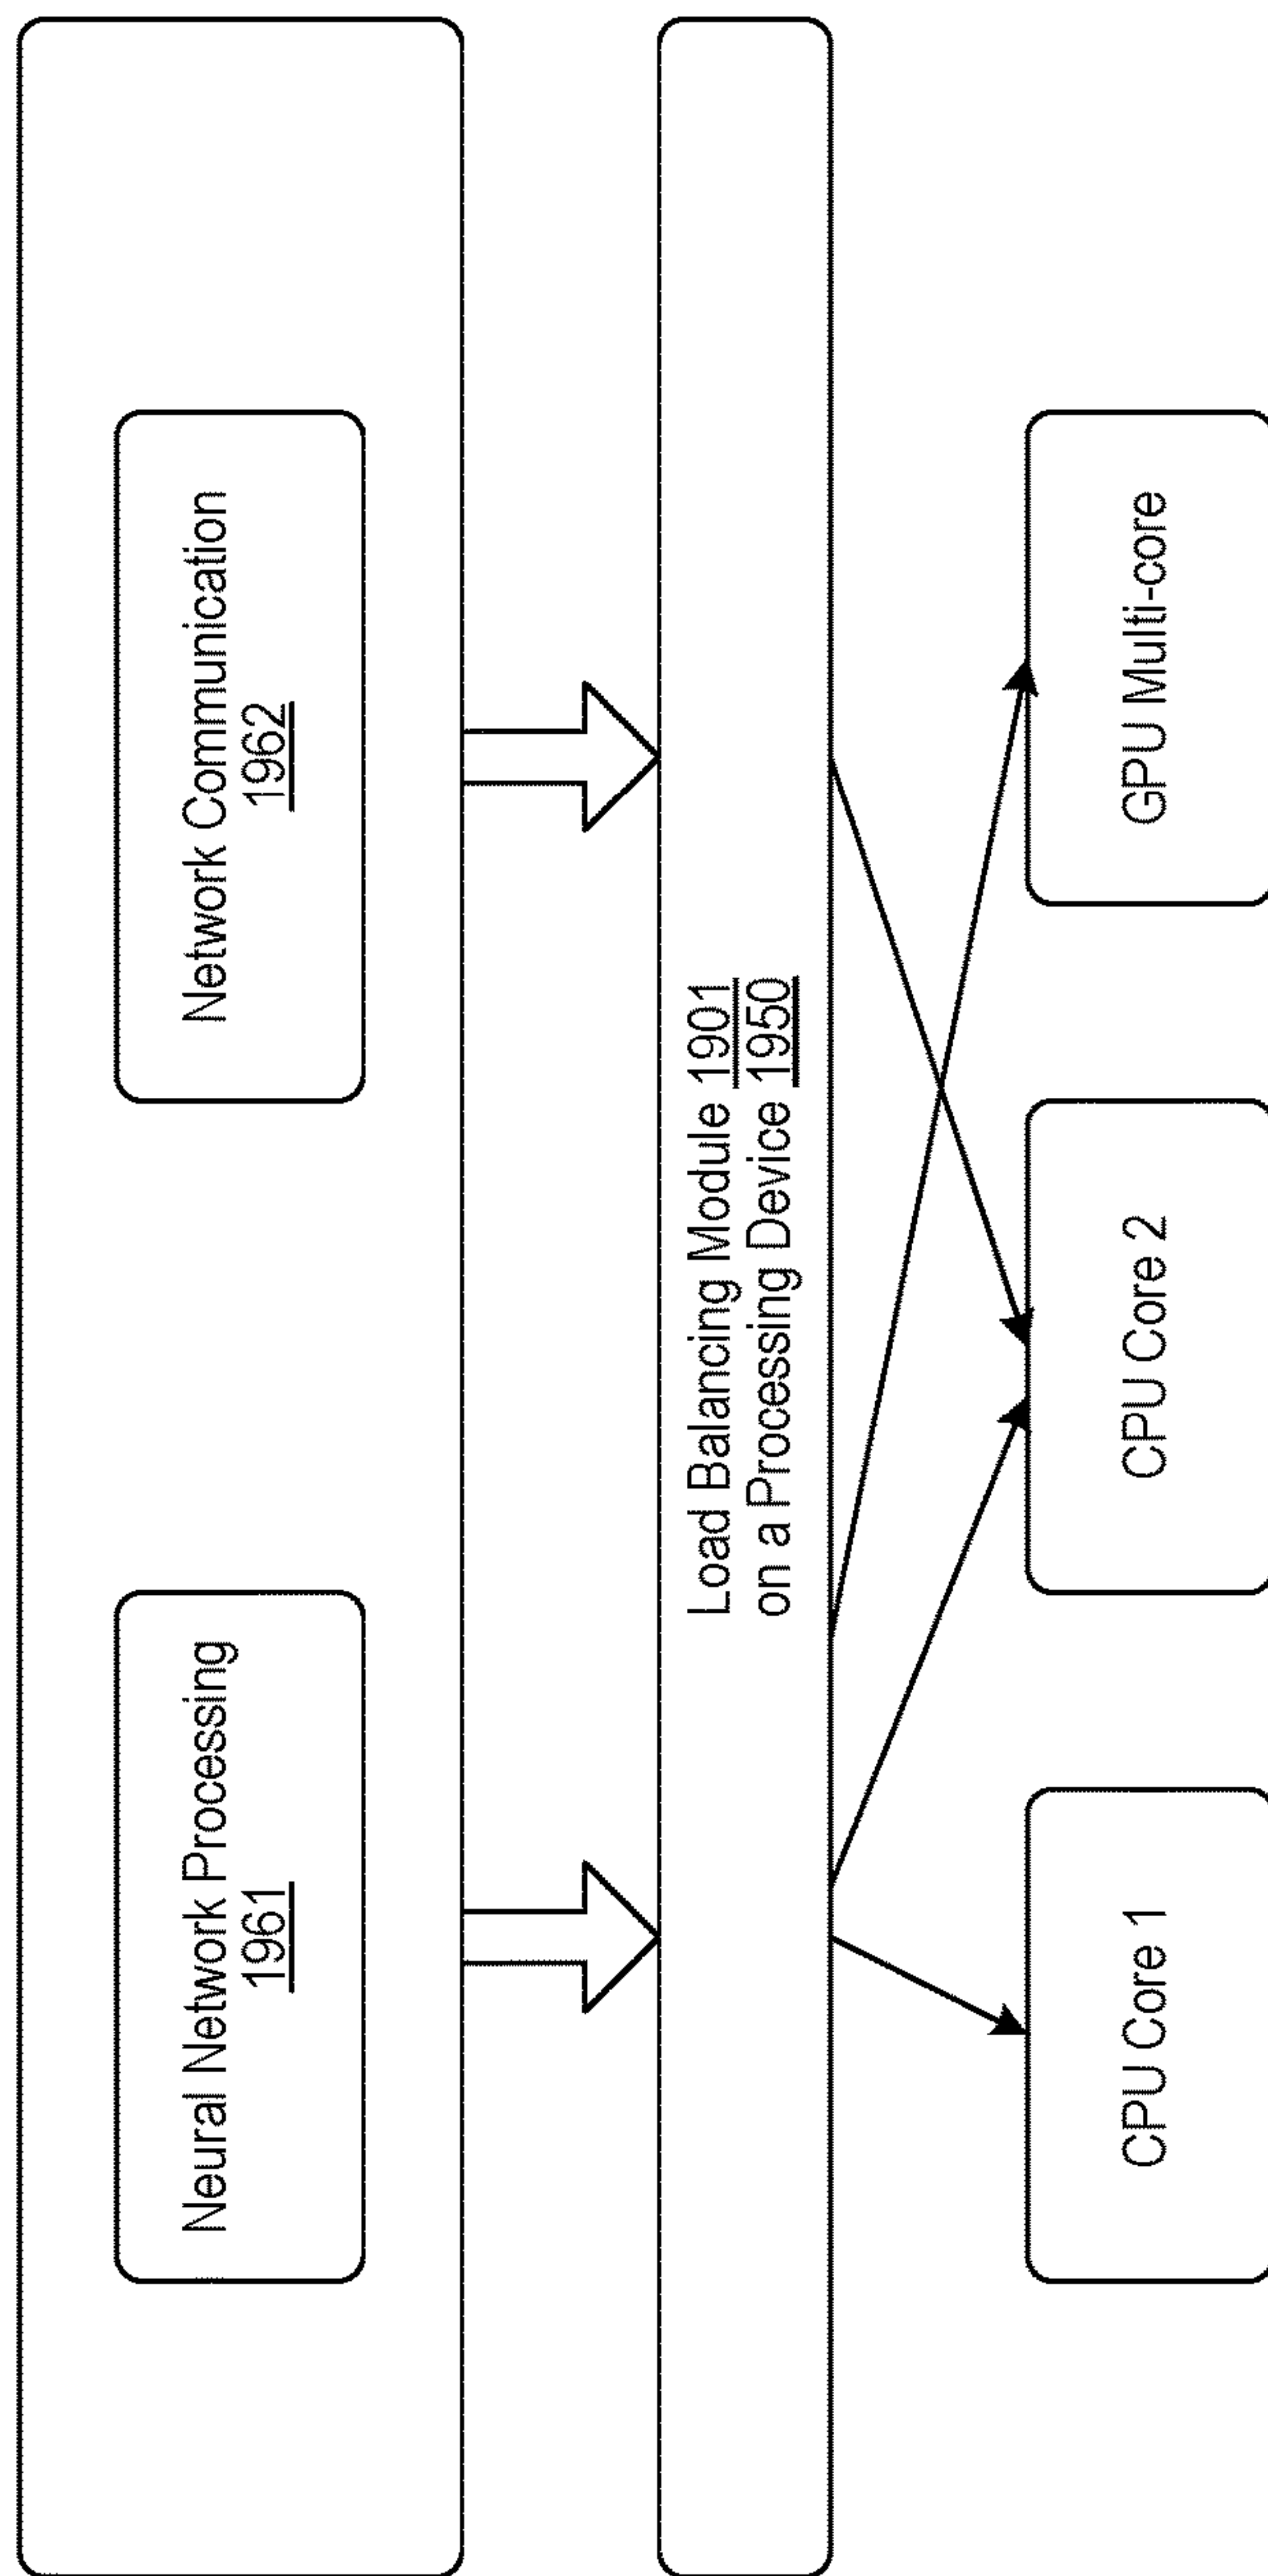 Neural Network Processing
1961
Network Communication
1962
Load Balancing Module 1901
on a Processing Device 1950
CPU Core 1
CPU Core 2
GPU Multi-core